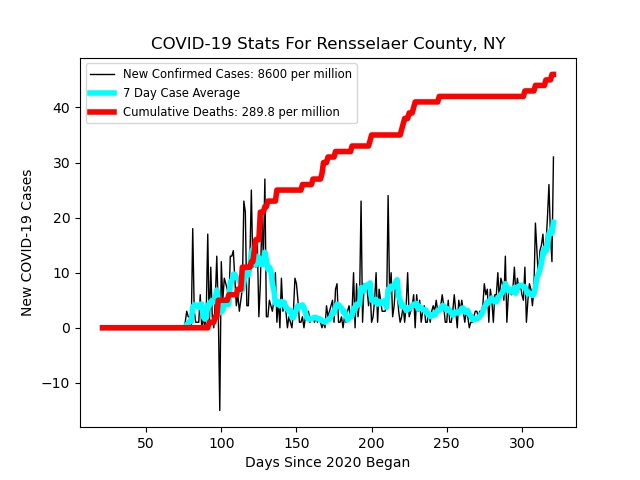 COVID-19 Stats For Rensselaer County, NY
New Confirmed Cases: 8600 per million
7 Day Case Average
Cumulative Deaths: 289.8 per million
New COVID-19 Cases
40
30
20
10
0
−10
50 100 150 200 250 300
Days Since 2020 Began